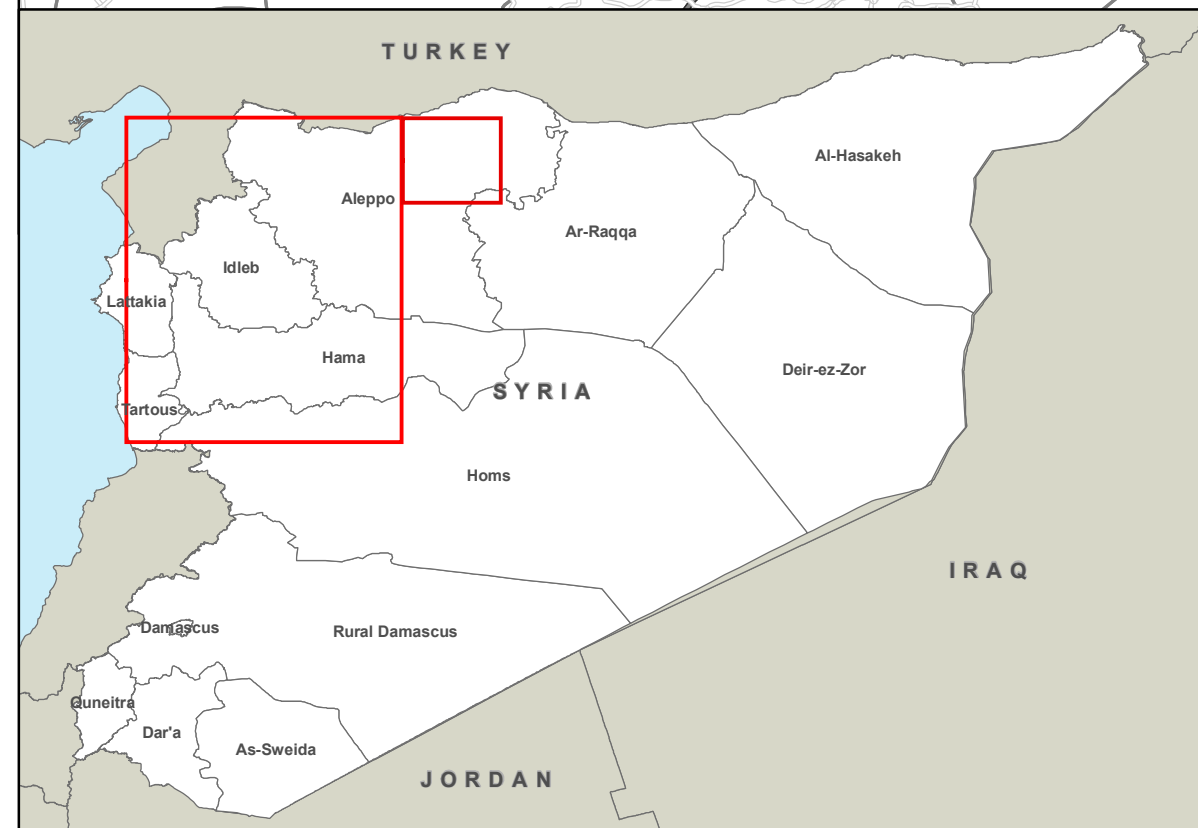 TURKEY
Al-Hasakeh
Aleppo
Ar-Raqqa
Idleb
Lattakia
Hama
Deir-ez-Zor
SYRIA
Tartous
Homs
IRAQ
Damascus
Rural Damascus
Quneitra
Dar'a
As-Sweida
JORDAN